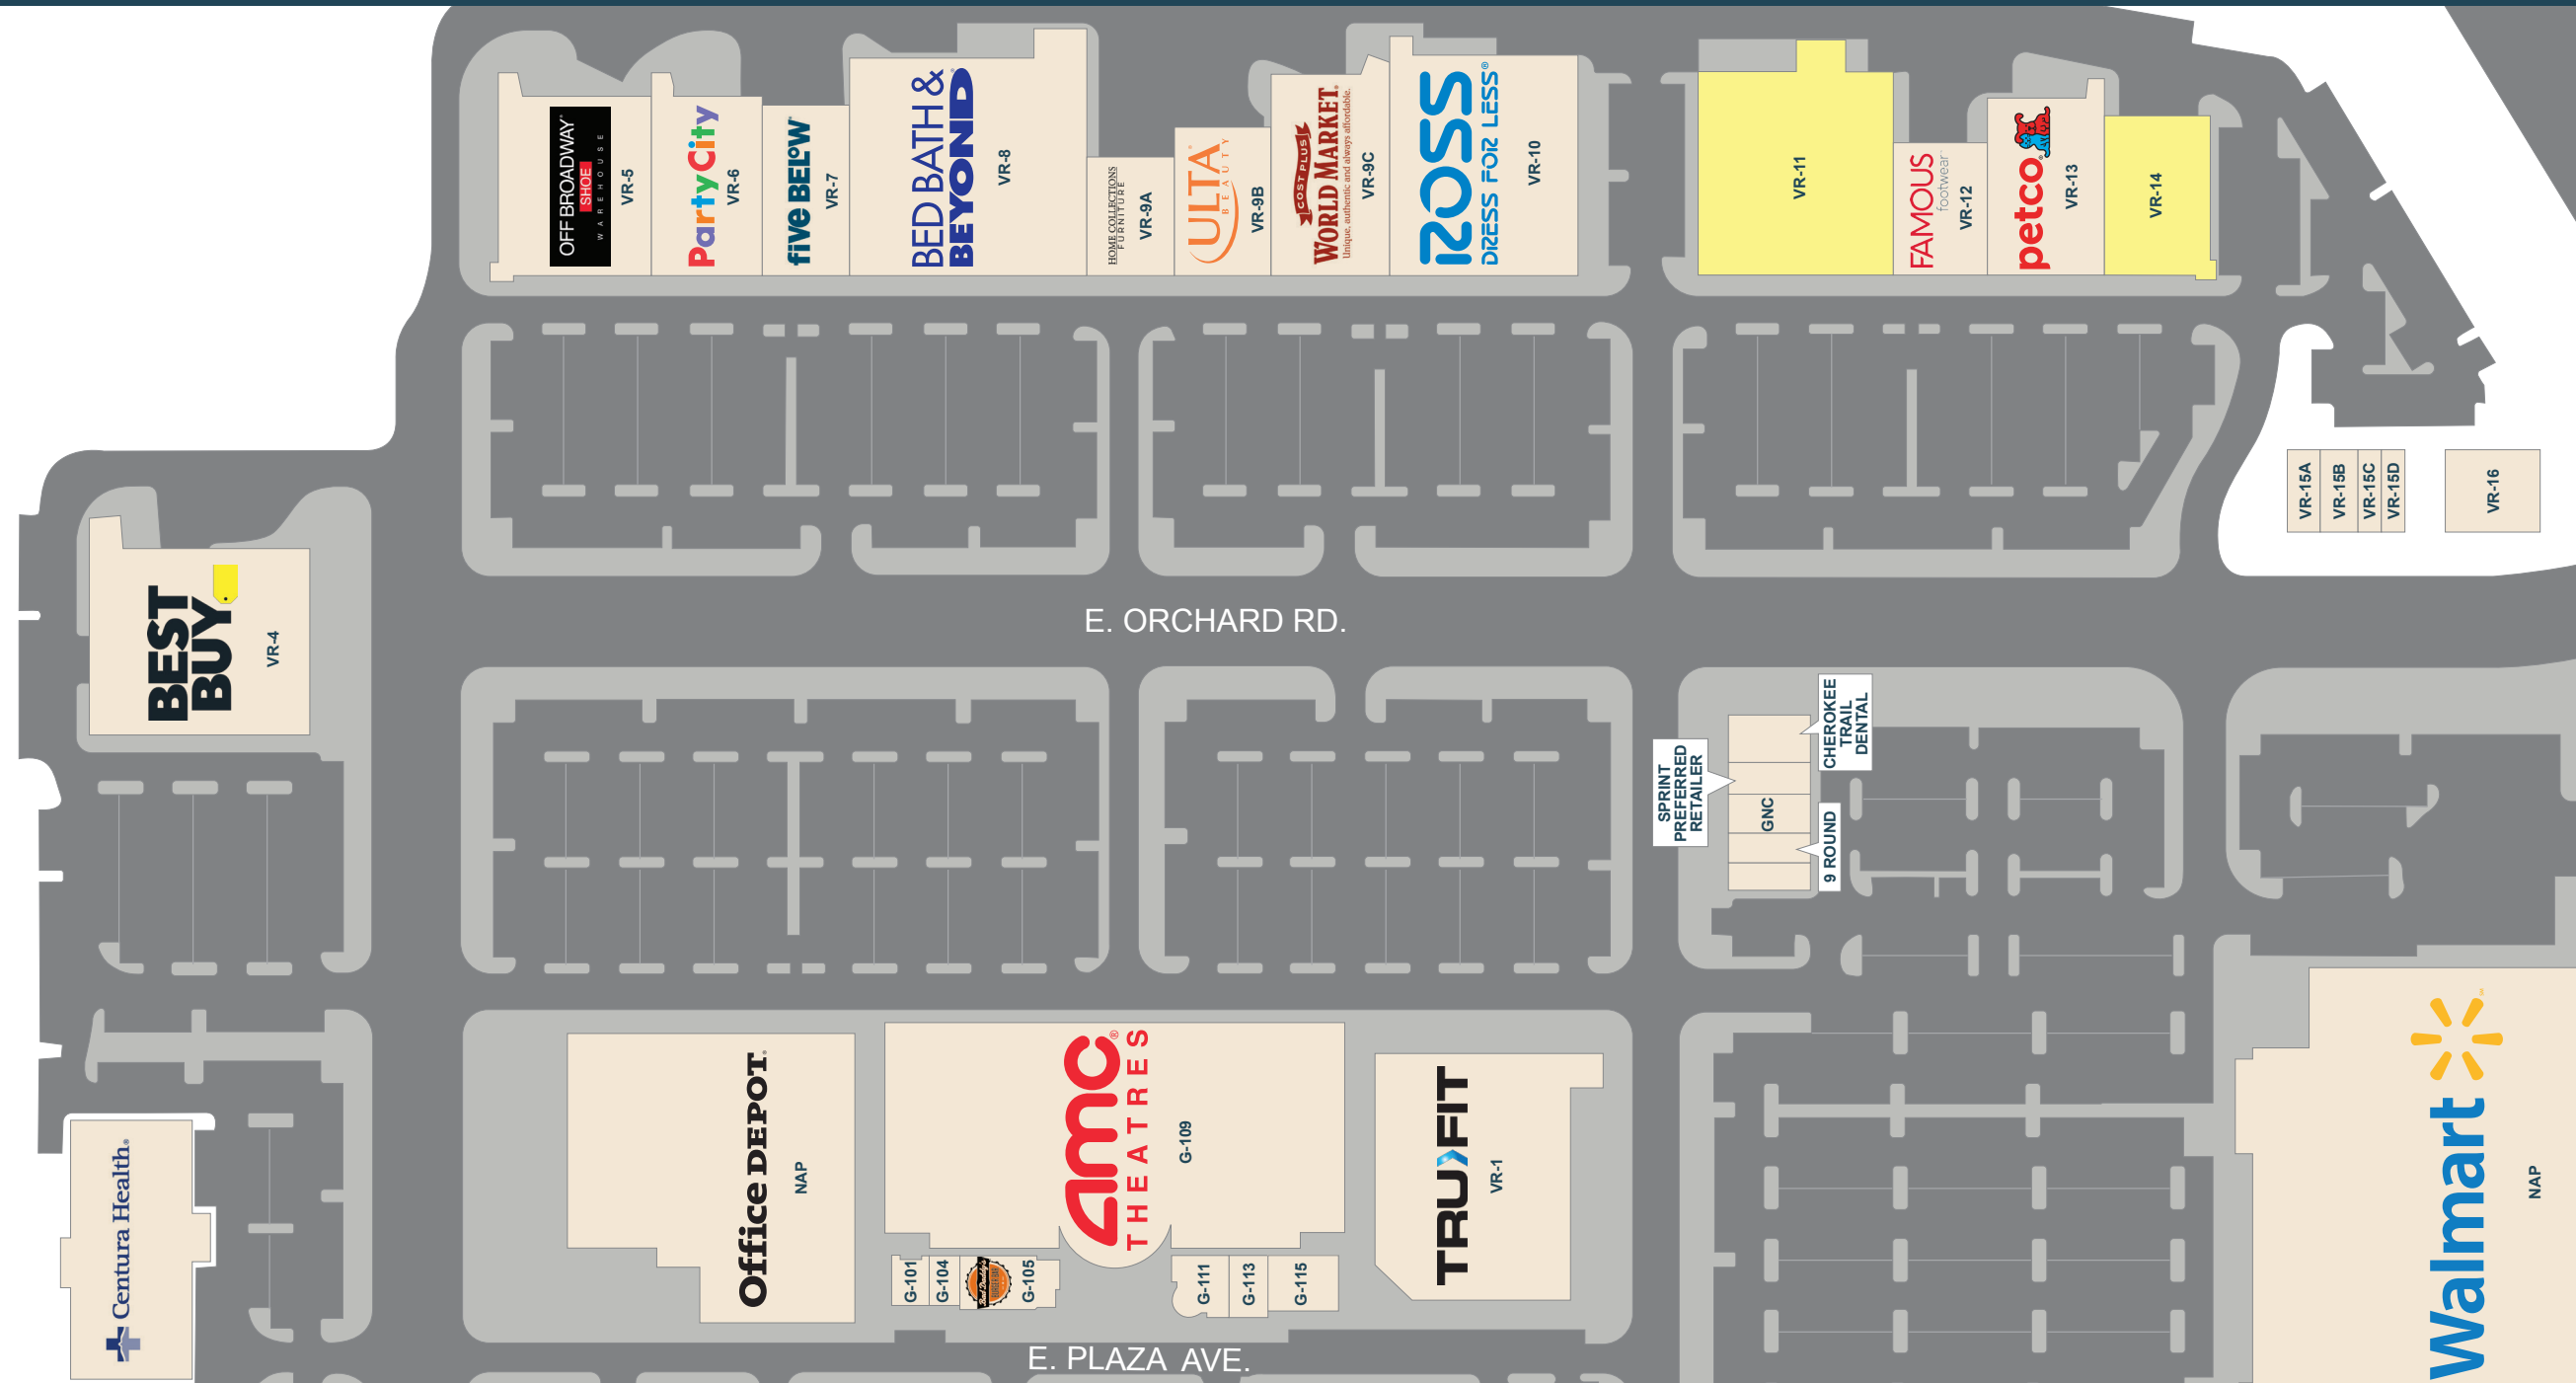 OFF BROADWAY
SHOE
WAREHOUSE
VR-5
PartyCity
VR-6
five BELºW
VR-7
BED BATH &
BEYOND
VR-8
HOME COLLECTIONS
FURNITURE
VR-9A
ULTA
BEAUTY
VR-9B
COST PLUS
WORLD MARKET
Unique, authentic and always affordable.
VR-9C
ROSS
DRESS FOR LESS®
VR-10
VR-11
FAMOUS
footwear
VR-12
petco
VR-13
VR-14
VR-15A
VR-15B
VR-15C
VR-15D
VR-16
BEST
BUY
VR-4
E. ORCHARD RD.
SPRINT
PREFERRED
RETAILER
CHEROKEE
TRAIL
DENTAL
GNC
9 ROUND
Centura Health®
Office DEPOT
NAP
amc®
THEATRES
G-109
TRUFIT
VR-1
G-101
G-104
G-105
G-111
G-113
G-115
Walmart
NAP
E. PLAZA AVE.